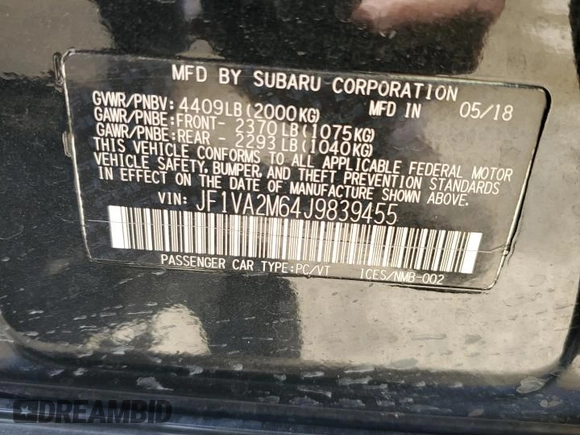 MFD BY SUBARU CORPORATION
GVWR/PNBV: 4409LB(2000KG) MFD IN 05/18
GAWR/PNBE:FRONT- 2370LB(1075KG)
GAWR/PNBE:REAR - 2293LB(1040KG)
THIS VEHICLE CONFORMS TO ALL APPLICABLE FEDERAL MOTOR
VEHICLE SAFETY, BUMPER, AND THEFT PREVENTION STANDARDS
IN EFFECT ON THE DATE OF MANUFACTURE SHOWN ABOVE.
VIN: JF1VA2M64J9839455
PASSENGER CAR TYPE:PC/VT ICES/NMB-002
DREAMBID